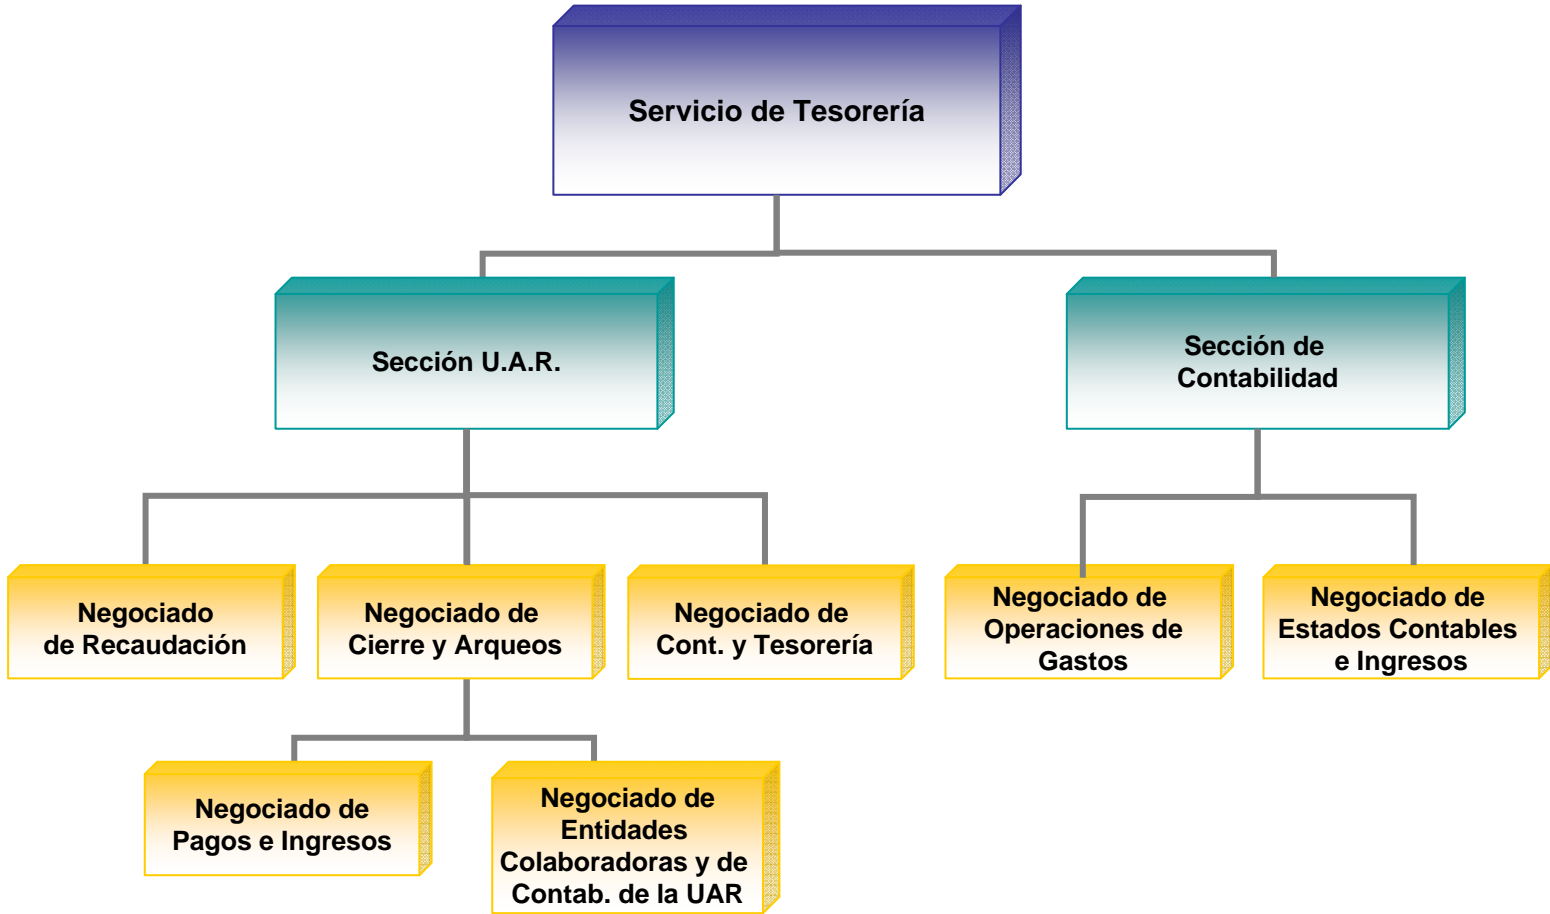 Servicio de Tesorería
Sección U.A.R.
Sección de
Contabilidad
Negociado
de Recaudación
Negociado de
Cierre y Arqueos
Negociado de
Cont. y Tesorería
Negociado de
Operaciones de
Gastos
Negociado de
Estados Contables
e Ingresos
Negociado de
Pagos e Ingresos
Negociado de
Entidades
Colaboradoras y de
Contab. de la UAR